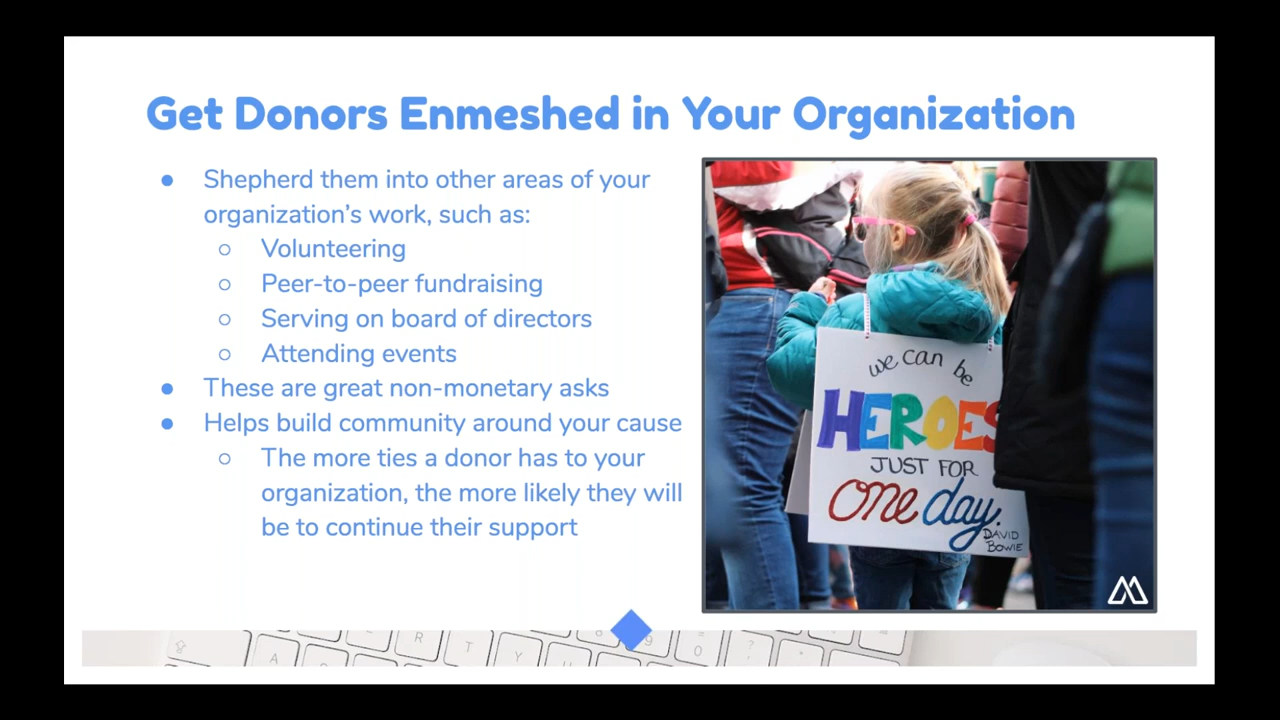 Get Donors Enmeshed in Your Organization
● Shepherd them into other areas of your
organization's work, such as:
○ Volunteering
○ Peer-to-peer fundraising
○ Serving on board of directors
○ Attending events
● These are great non-monetary asks
● Helps build community around your cause
○ The more ties a donor has to your
organization, the more likely they will
be to continue their support
we can be
HEROES
JUST FOR
one day.
DAVID
BOWIE
R
T
9
0
?
A
Y
U